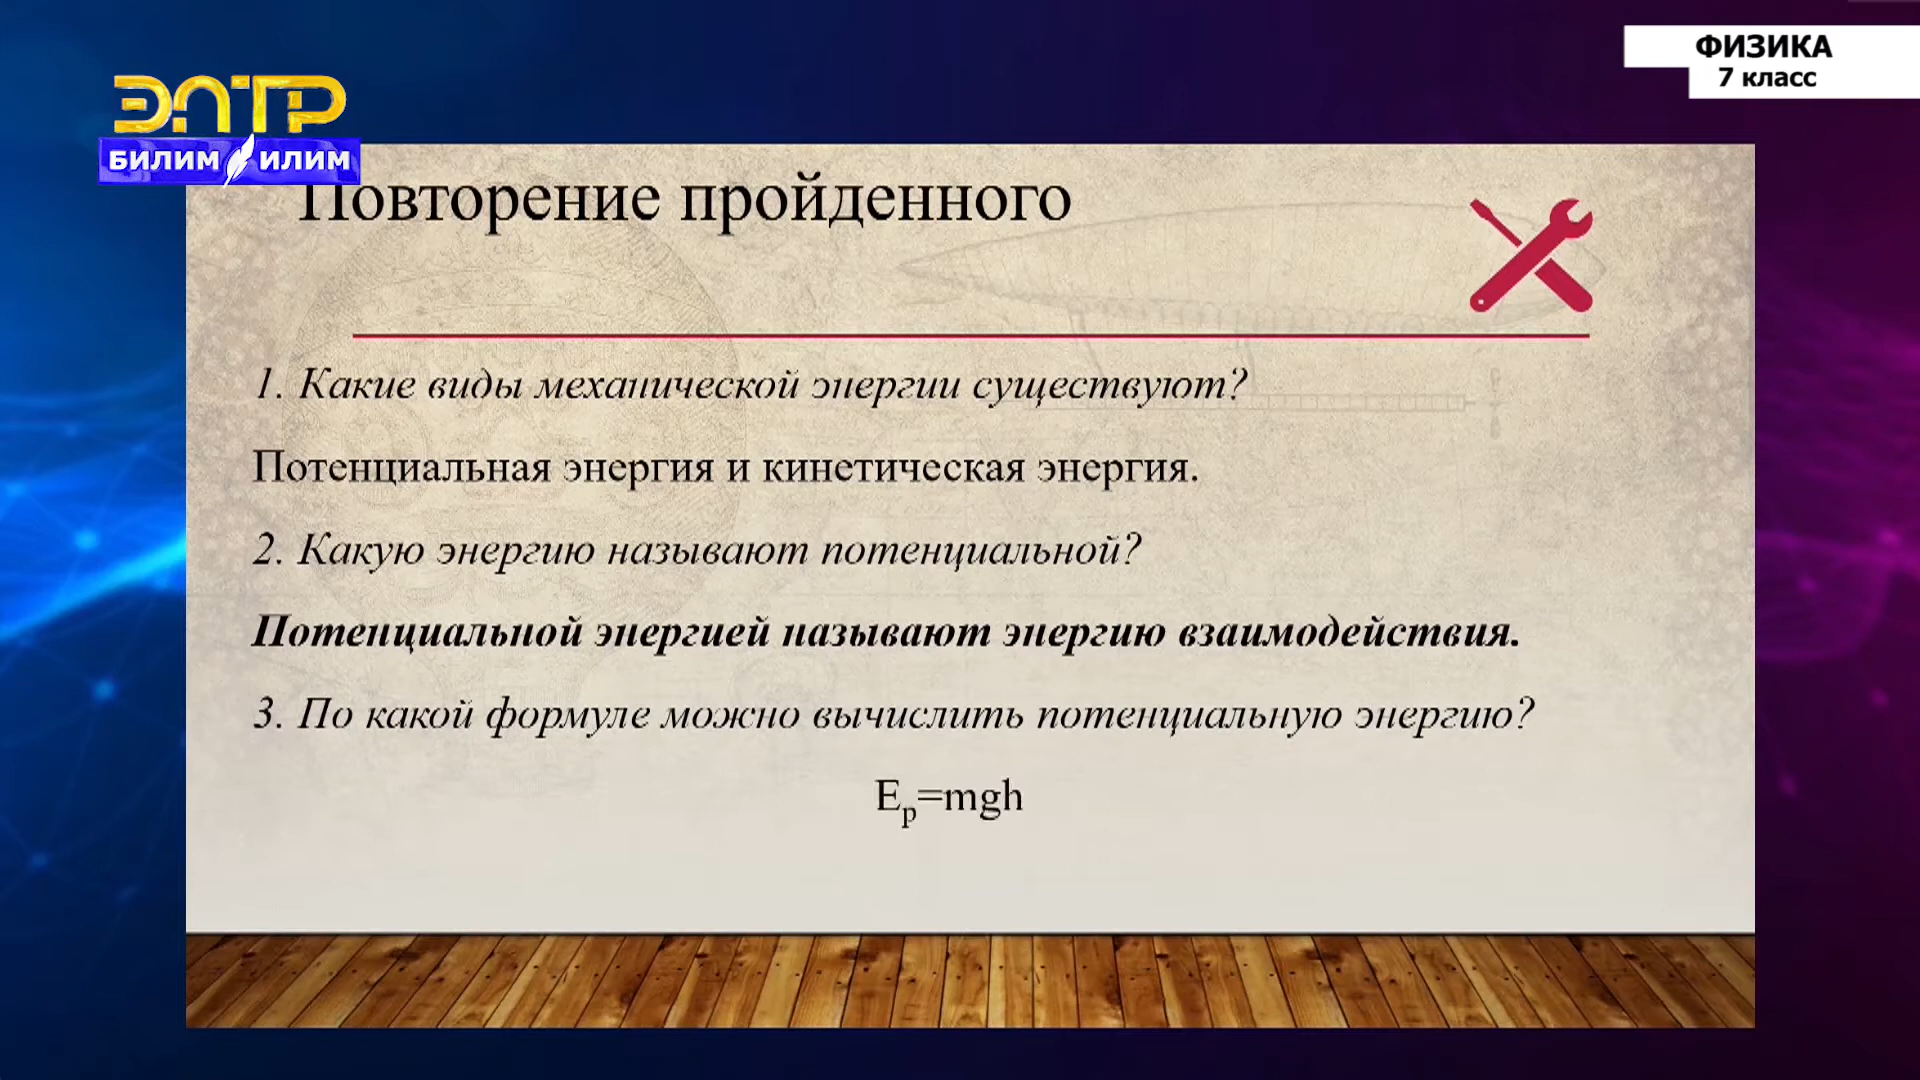 ФИЗИКА
7 класс
ЭЛТР
БИЛИМ ИЛИМ
Повторение пройденного
1. Какие виды механической энергии существуют?
Потенциальная энергия и кинетическая энергия.
2. Какую энергию называют потенциальной?
Потенциальной энергией называют энергию взаимодействия.
3. По какой формуле можно вычислить потенциальную энергию?
Eₚ=mgh